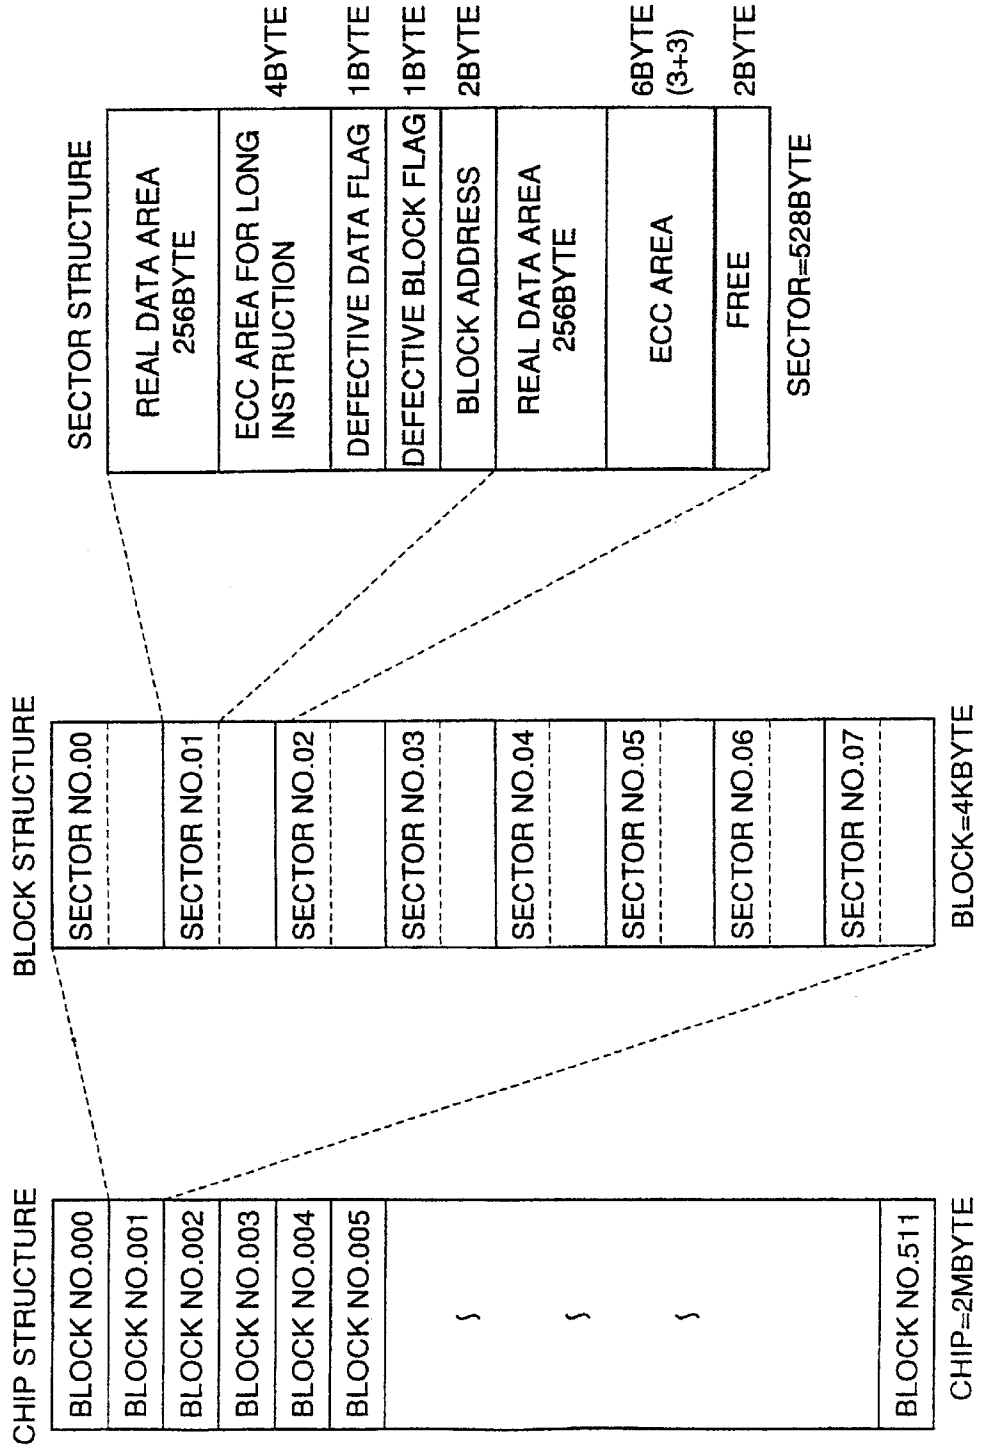 CHIP STRUCTURE
BLOCK NO.000
BLOCK NO.001
BLOCK NO.002
BLOCK NO.003
BLOCK NO.004
BLOCK NO.005
BLOCK NO.511
CHIP=2MBYTE
BLOCK STRUCTURE
SECTOR NO.00
SECTOR NO.01
SECTOR NO.02
SECTOR NO.03
SECTOR NO.04
SECTOR NO.05
SECTOR NO.06
SECTOR NO.07
BLOCK=4KBYTE
SECTOR STRUCTURE
REAL DATA AREA
256BYTE
ECC AREA FOR LONG
INSTRUCTION
4BYTE
DEFECTIVE DATA FLAG
1BYTE
DEFECTIVE BLOCK FLAG
1BYTE
BLOCK ADDRESS
2BYTE
REAL DATA AREA
256BYTE
ECC AREA
6BYTE
(3+3)
FREE
2BYTE
SECTOR=528BYTE